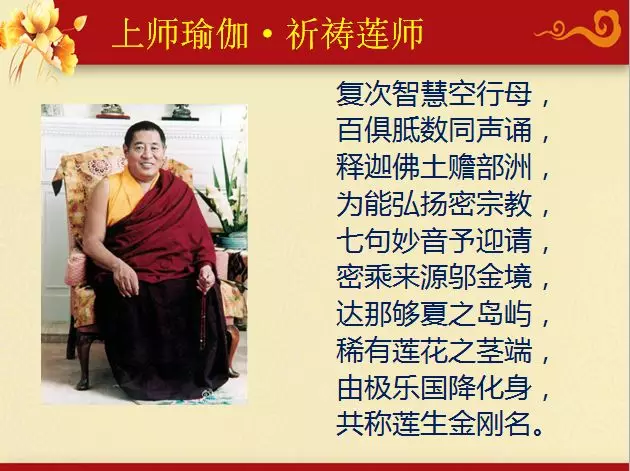 上师瑜伽·祈祷莲师
复次智慧空行母，
百俱胝数同声诵，
释迦佛土赡部洲，
为能弘扬密宗教，
七句妙音予迎请，
密乘来源邬金境，
达那够夏之岛屿，
稀有莲花之茎端，
由极乐国降化身，
共称莲生金刚名。